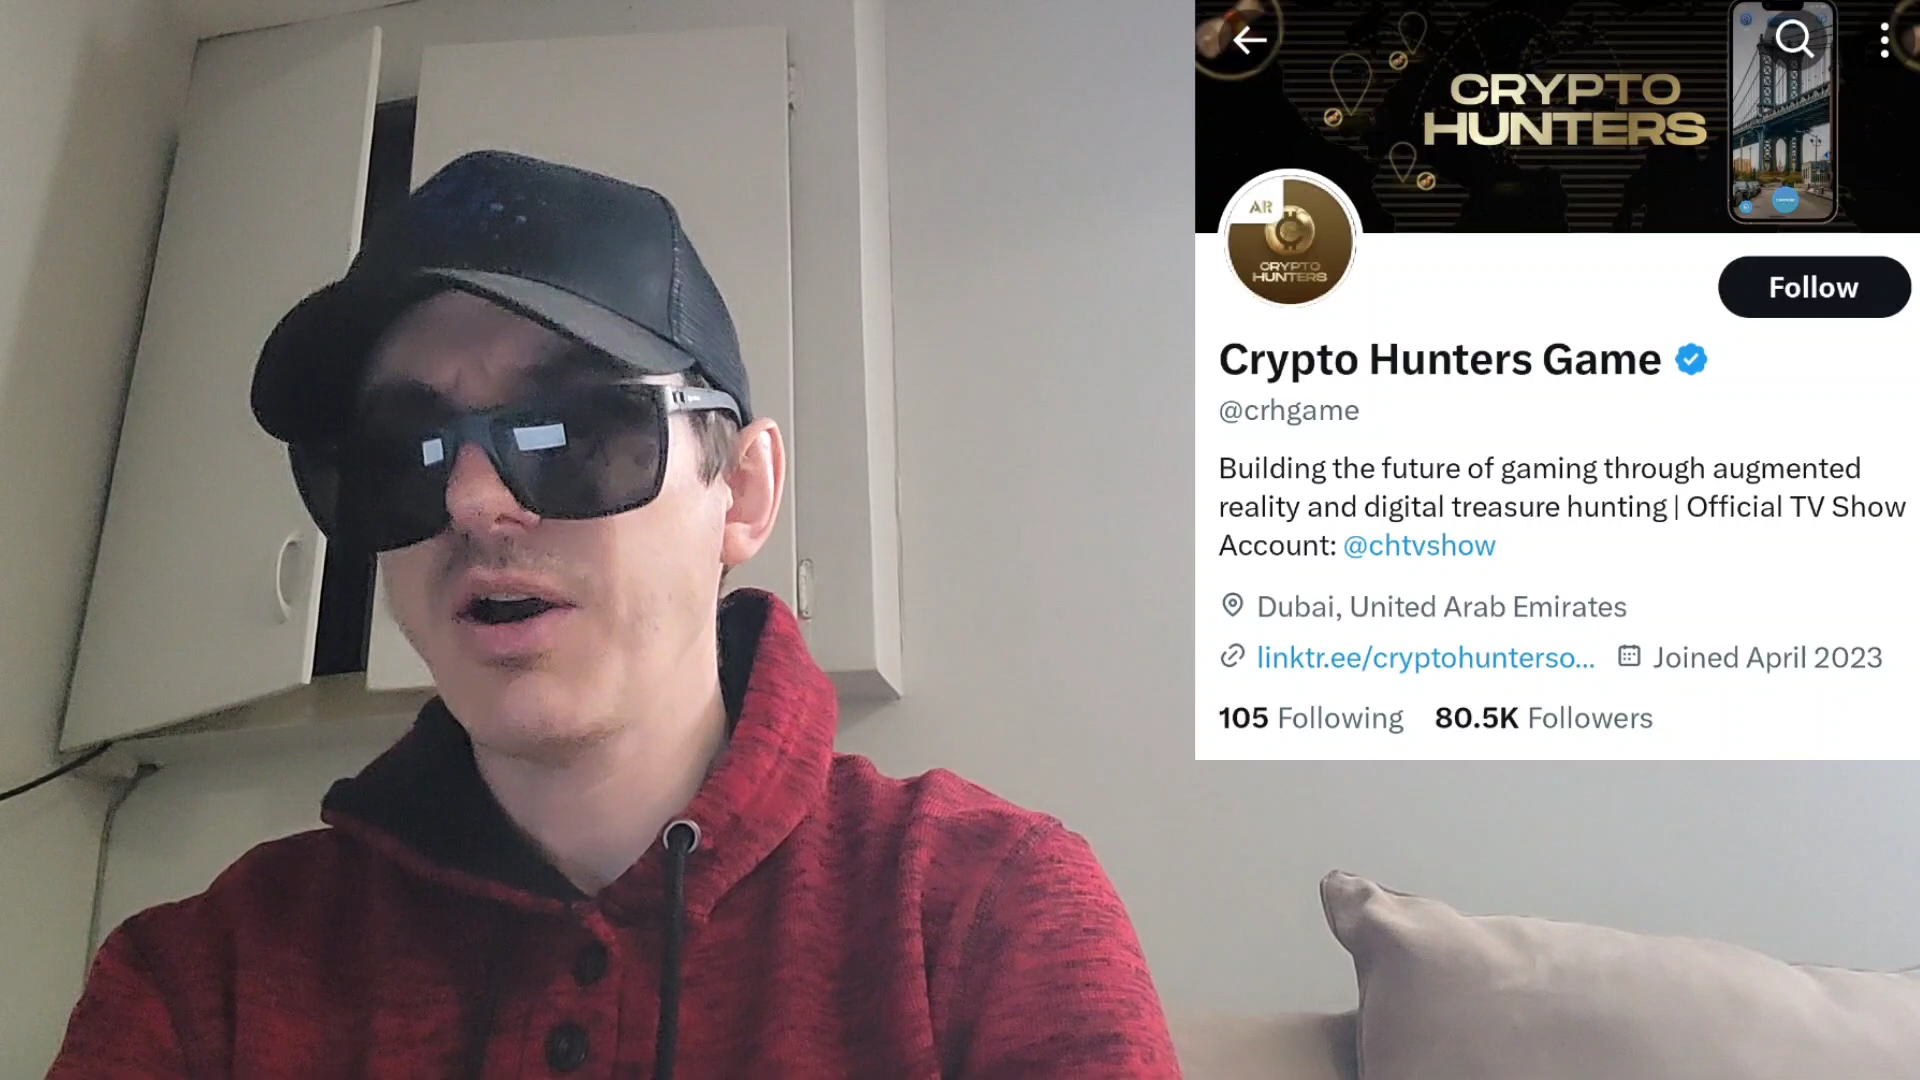 CRYPTO
HUNTERS
AR
CRYPTO
HUNTERS
Follow
Crypto Hunters Game
@crhgame
Building the future of gaming through augmented
reality and digital treasure hunting | Official TV Show
Account: @chtvshow
Dubai, United Arab Emirates
linktr.ee/cryptohunterso... Joined April 2023
105 Following 80.5K Followers